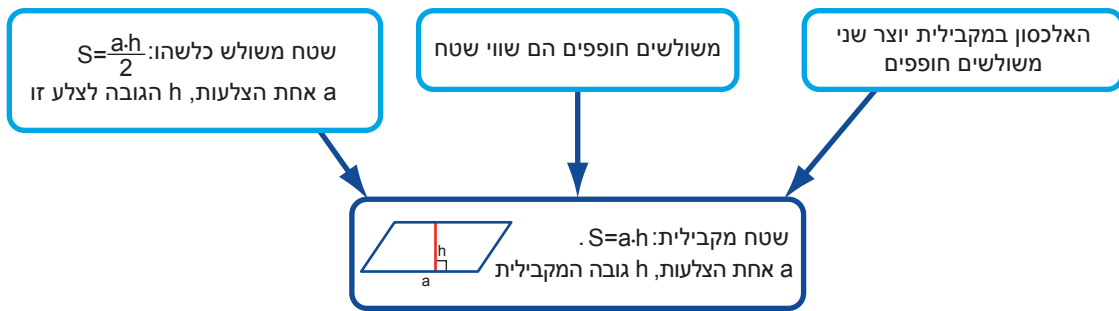 האלכסון במקבילית יוצר שני
משולשים חופפים
משולשים חופפים הם שווי שטח
שטח משולש כלשהו: S=a·h/2
a אחת הצלעות, h הגובה לצלע זו
שטח מקבילית: S=a·h .
a אחת הצלעות, h גובה המקבילית
h
a